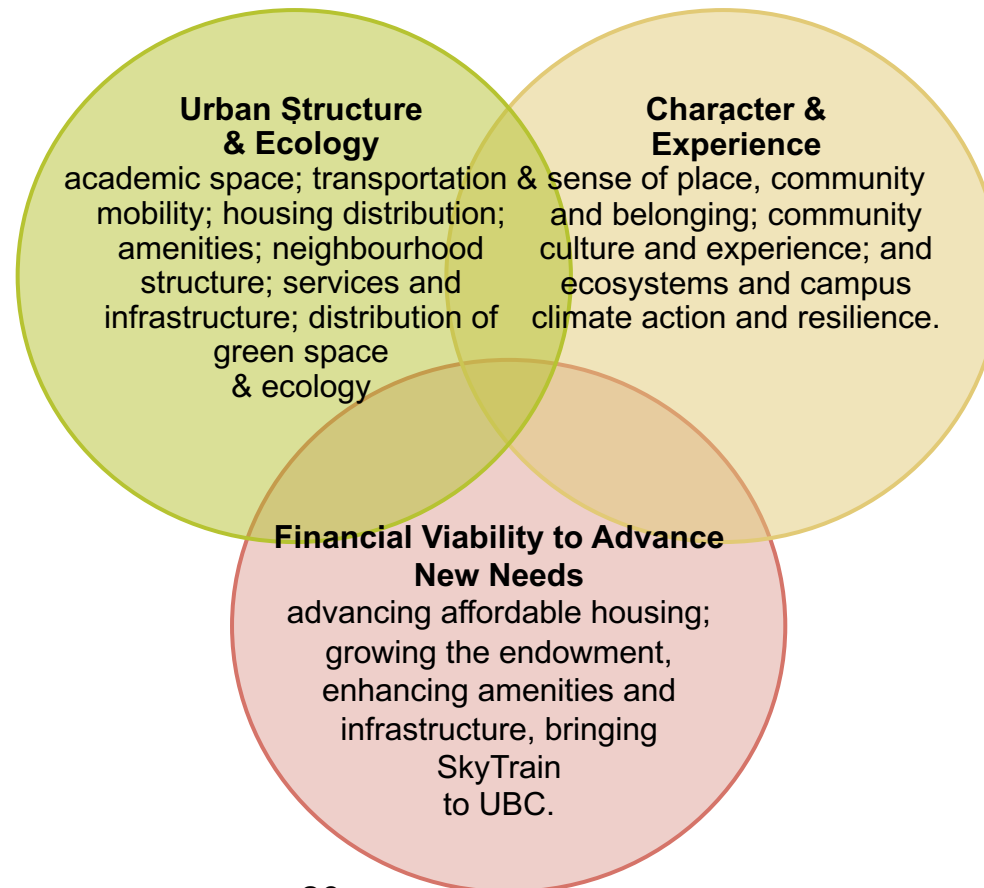 Urban Structure
& Ecology
academic space; transportation &
mobility; housing distribution;
amenities; neighbourhood
structure; services and
infrastructure; distribution of
green space
& ecology
Character &
Experience
sense of place, community
and belonging; community
culture and experience; and
ecosystems and campus
climate action and resilience.
Financial Viability to Advance
New Needs
advancing affordable housing;
growing the endowment,
enhancing amenities and
infrastructure, bringing
SkyTrain
to UBC.